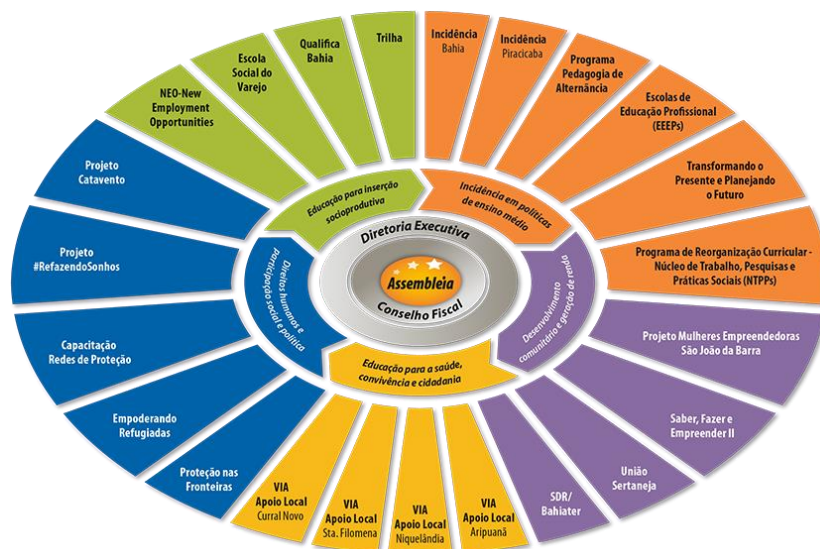 Trilha
Incidência
Bahia
Incidência
Piracicaba
Programa
Pedagogia de
Alternância
Escolas de
Educação Profissional
(EEEPs)
Transformando o
Presente e Planejando
o Futuro
Programa de Reorganização Curricular -
Núcleo de Trabalho, Pesquisas e
Práticas Sociais (NTPPs)
Projeto Mulheres Empreendedoras
São João da Barra
Saber, Fazer e
Empreender II
União
Sertaneja
SDR/
Bahiater
VIA
Apoio Local
Aripuanã
VIA
Apoio Local
Niquelândia
VIA
Apoio Local
Sta. Filomena
VIA
Apoio Local
Curral Novo
Proteção nas
Fronteiras
Empoderando
Refugiadas
Capacitação
Redes de Proteção
Projeto
#RefazendoSonhos
Projeto
Catavento
NEO-New
Employment
Opportunities
Escola
Social do
Varejo
Qualifica
Bahia
Educação para inserção
socioprodutiva
Incidência em políticas
de ensino médio
Desenvolvimento
comunitário e geração de renda
Educação para a saúde,
convivência e cidadania
Direitos humanos e
participação social e política
Diretoria Executiva
Assembleia
Conselho Fiscal